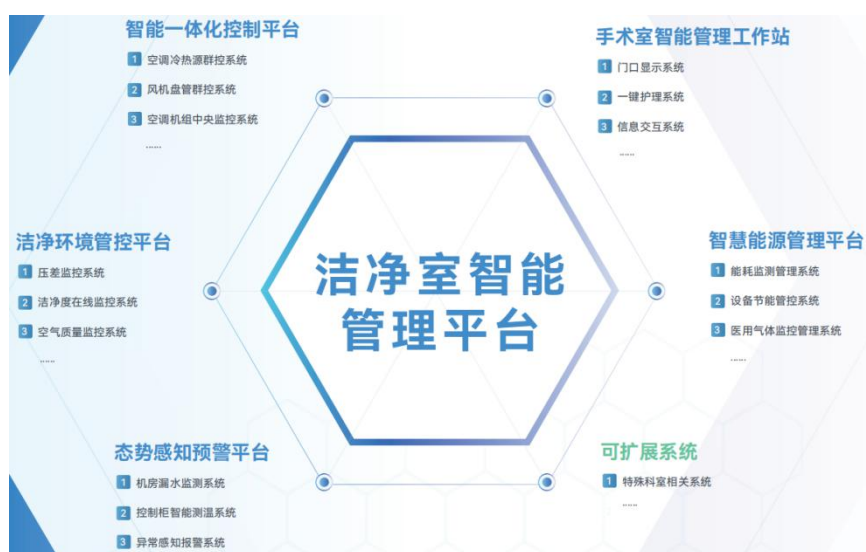 智能一体化控制平台
1 空调冷热源群控系统
2 风机盘管群控系统
3 空调机组中央监控系统
......
手术室智能管理工作站
1 门口显示系统
2 一键护理系统
3 信息交互系统
......
洁净环境管控平台
1 压差监控系统
2 洁净度在线监控系统
3 空气质量监控系统
......
洁净室智能
管理平台
智慧能源管理平台
1 能耗监测管理系统
2 设备节能管控系统
3 医用气体监控管理系统
......
态势感知预警平台
1 机房漏水监测系统
2 控制柜智能测温系统
3 异常感知报警系统
可扩展系统
1 特殊科室相关系统
......